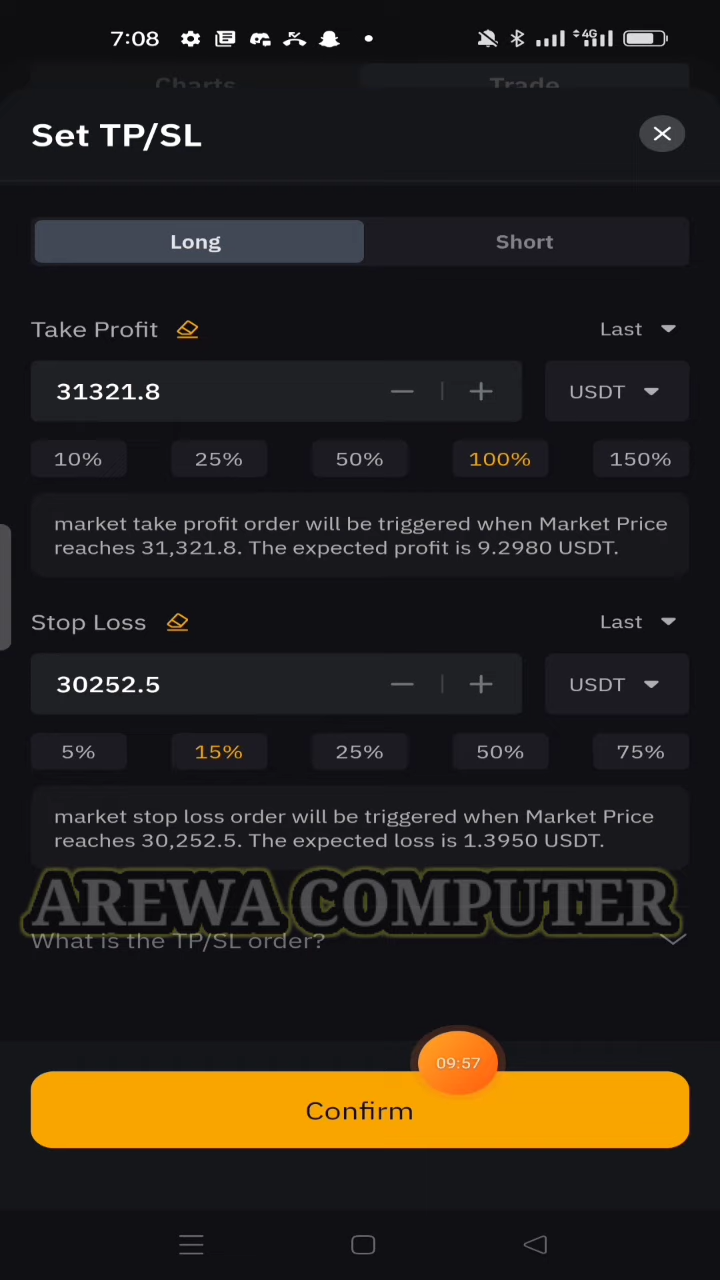 7:08
4G
Charts Trade
Set TP/SL
Long Short
Take Profit Last
31321.8 USDT
10% 25% 50% 100% 150%
market take profit order will be triggered when Market Price
reaches 31,321.8. The expected profit is 9.2980 USDT.
Stop Loss Last
30252.5 USDT
5% 15% 25% 50% 75%
market stop loss order will be triggered when Market Price
reaches 30,252.5. The expected loss is 1.3950 USDT.
AREWA COMPUTER
What is the TP/SL order?
09:57
Confirm